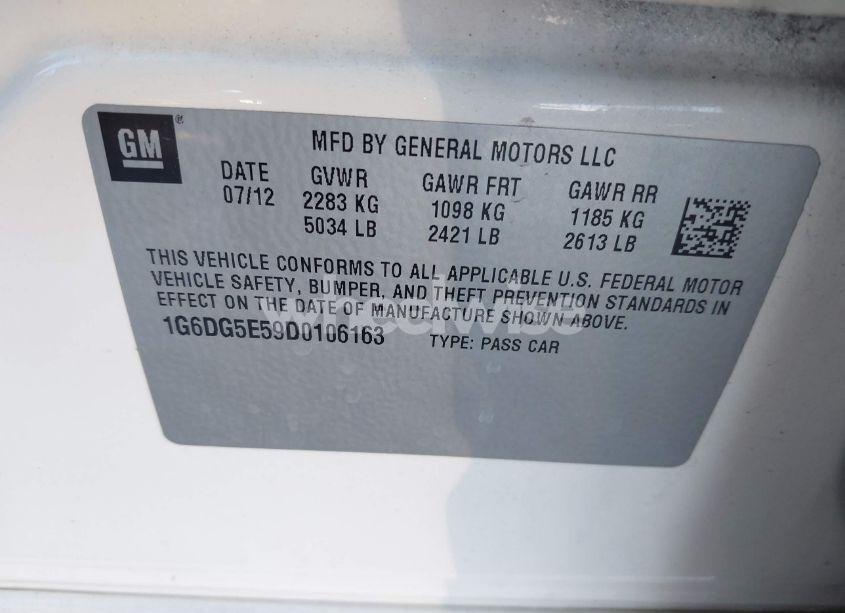 GM®
MFD BY GENERAL MOTORS LLC
DATE GVWR GAWR FRT GAWR RR
07/12 2283 KG 1098 KG 1185 KG
5034 LB 2421 LB 2613 LB
THIS VEHICLE CONFORMS TO ALL APPLICABLE U.S. FEDERAL MOTOR
VEHICLE SAFETY, BUMPER, AND THEFT PREVENTION STANDARDS IN
EFFECT ON THE DATE OF MANUFACTURE SHOWN ABOVE.
1G6DG5E59D0106163 TYPE: PASS CAR
wheelwise